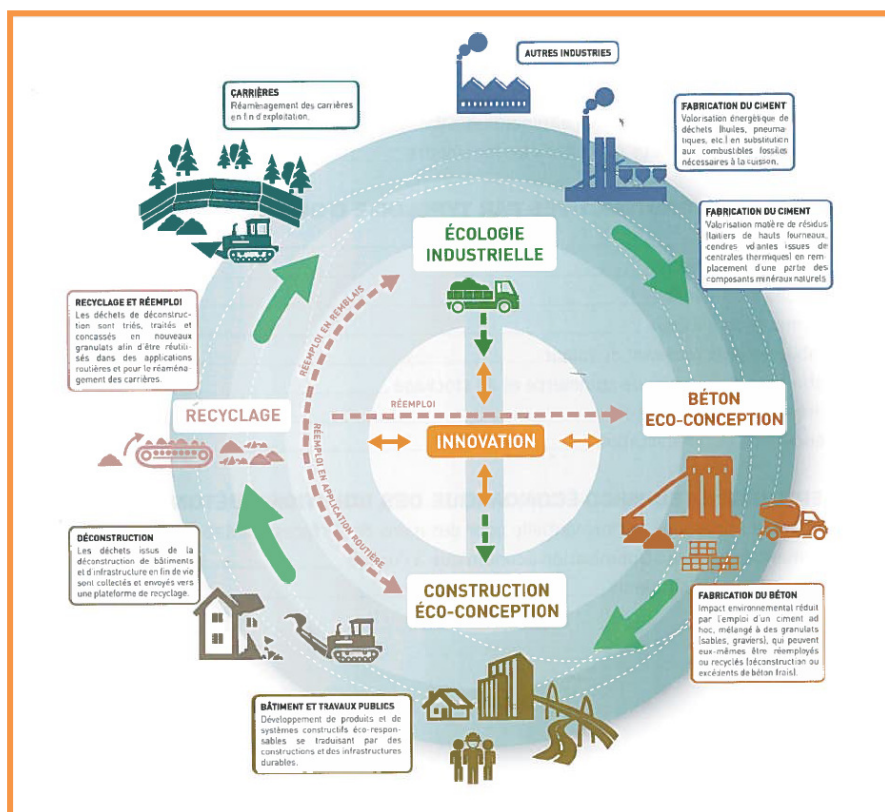 AUTRES INDUSTRIES
CARRIÈRES
Réaménagement des carrières
en fin d'exploitation.
FABRICATION DU CIMENT
Valorisation énergétique de
déchets (huiles, pneuma-
tiques, etc.) en substitution
aux combustibles fossiles
nécessaires à la cuisson.
FABRICATION DU CIMENT
Valorisation matière de résidus
(laitiers de hauts fourneaux,
cendres volantes issues de
centrales thermiques) en rem-
placement d'une partie des
composants minéraux naturels.
ÉCOLOGIE
INDUSTRIELLE
RECYCLAGE ET RÉEMPLOI
Les déchets de déconstruc-
tion sont triés, traités et
concassés en nouveaux
granulats afin d'être réutili-
sés dans des applications
routières et pour le réaména-
gement des carrières.
RÉEMPLOI EN REMBLAIS
RECYCLAGE
RÉEMPLOI
BÉTON
ECO-CONCEPTION
INNOVATION
RÉEMPLOI EN APPLICATION ROUTIÈRE
DÉCONSTRUCTION
Les déchets issus de la
déconstruction de bâtiments
et d'infrastructure en fin de vie
sont collectés et envoyés vers
une plateforme de recyclage.
CONSTRUCTION
ÉCO-CONCEPTION
FABRICATION DU BÉTON
Impact environnemental réduit
par l'emploi d'un ciment ad
hoc, mélangé à des granulats
(sables, graviers), qui peuvent
eux-mêmes être réemployés
ou recyclés (déconstruction ou
excédents de béton frais).
BÂTIMENT ET TRAVAUX PUBLICS
Développement de produits et de
systèmes constructifs éco-respon-
sables se traduisant par des
constructions et des infrastructures
durables.